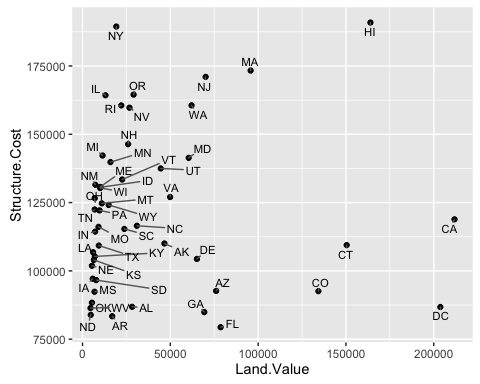 HI
NY
MA
175000
NJ
IL
OR
RI
NV
WA
150000
NH
MI
MN
VT
MD
UT
NM
ME
ID
OH
WI
MT
VA
125000
TN
PA
WY
NC
CA
IN
MO
SC
LA
TX
KY
AK
DE
CT
100000
NE
KS
IA
MS
SD
AZ
CO
OK
WV
AL
GA
DC
ND
AR
FL
75000
0
50000
100000
150000
200000
Land.Value
Structure.Cost